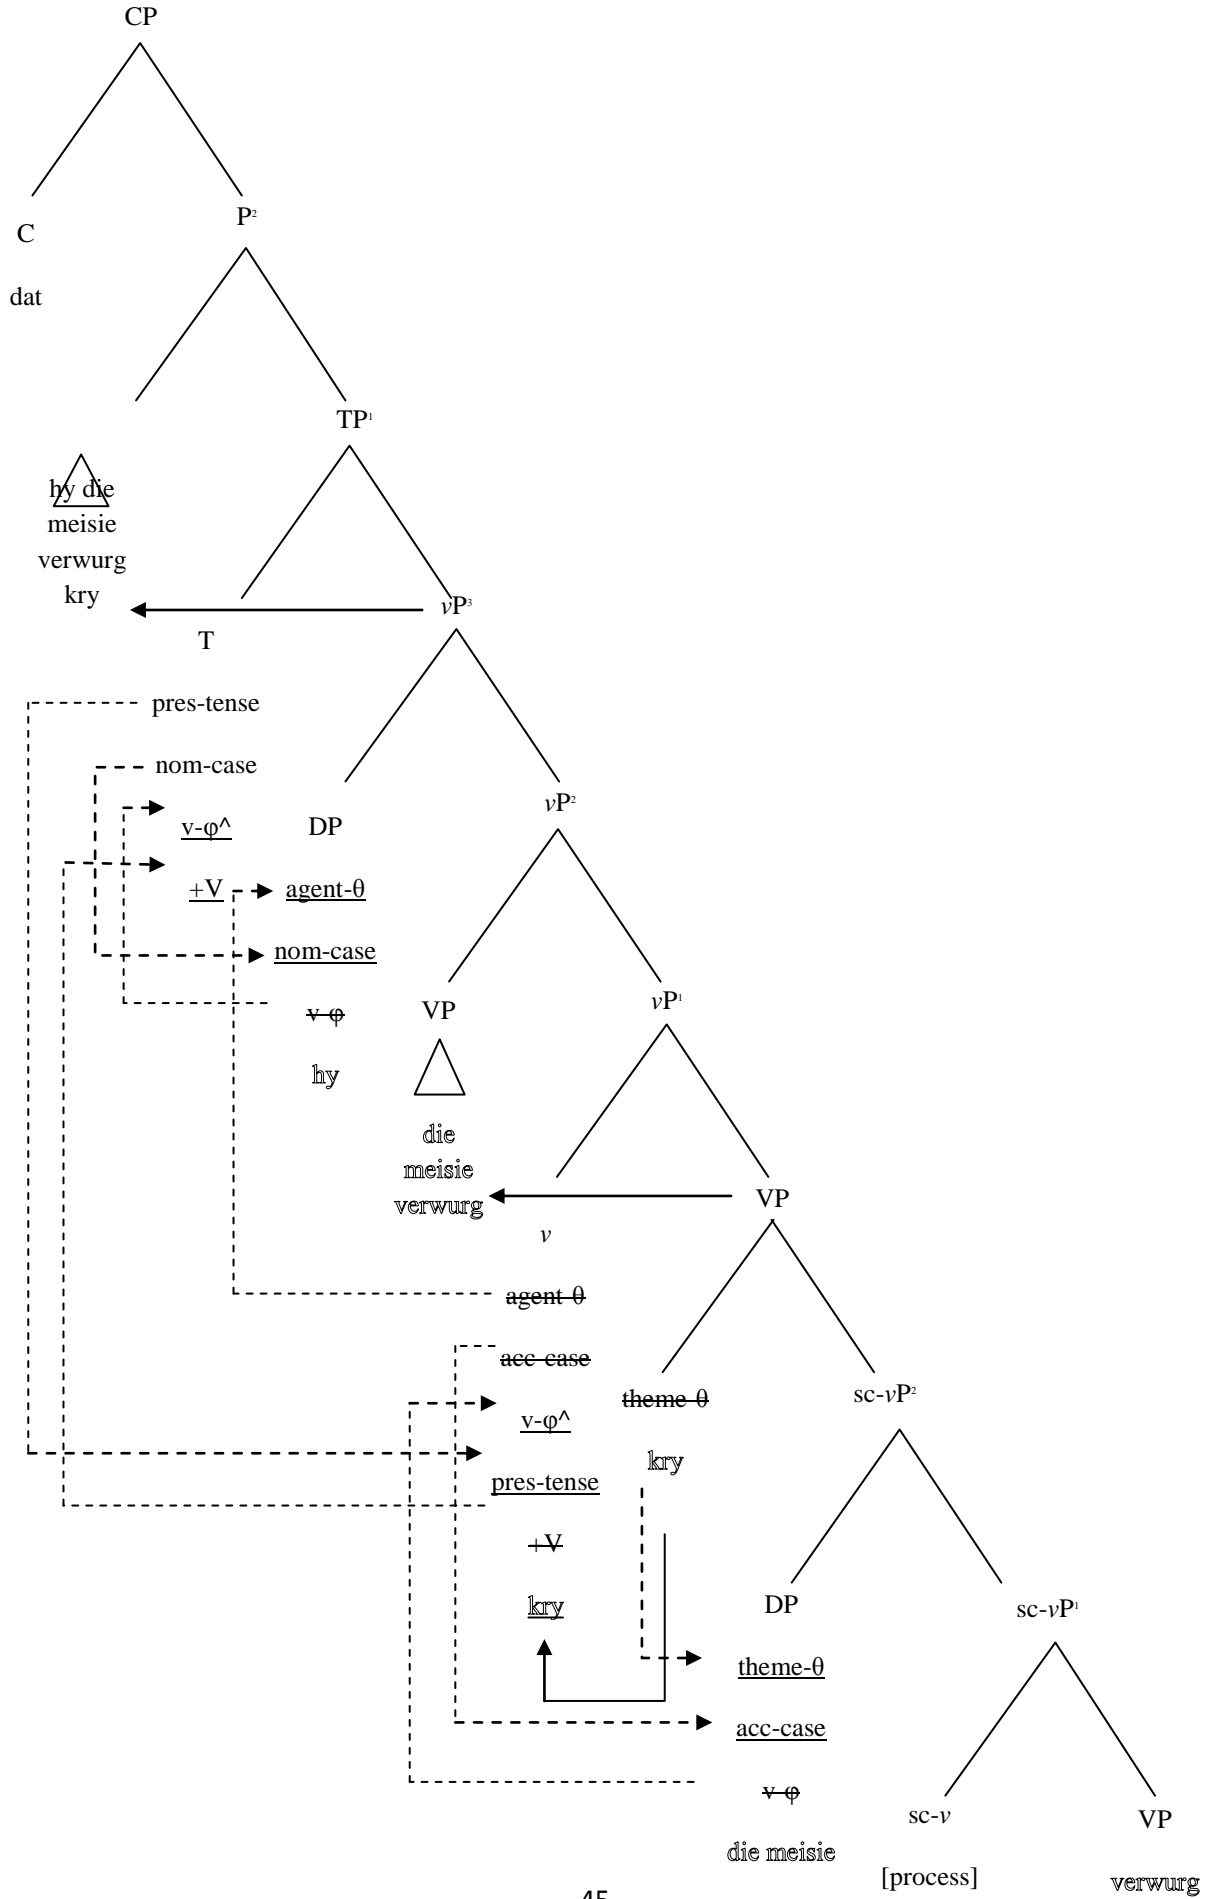 CP
C
P²
dat
TP¹
hy die
meisie
verwurg
kry
vP³
T
pres-tense
nom-case
v-φ^
DP
vP²
+V
agent-θ
nom-case
v-φ
VP
vP¹
hy
die
meisie
verwurg
VP
v
agent-θ
acc-case
theme-θ
sc-vP²
v-φ^
kry
pres-tense
+V
kry
DP
sc-vP¹
theme-θ
acc-case
v-φ
sc-v
VP
die meisie
[process]
verwurg
45